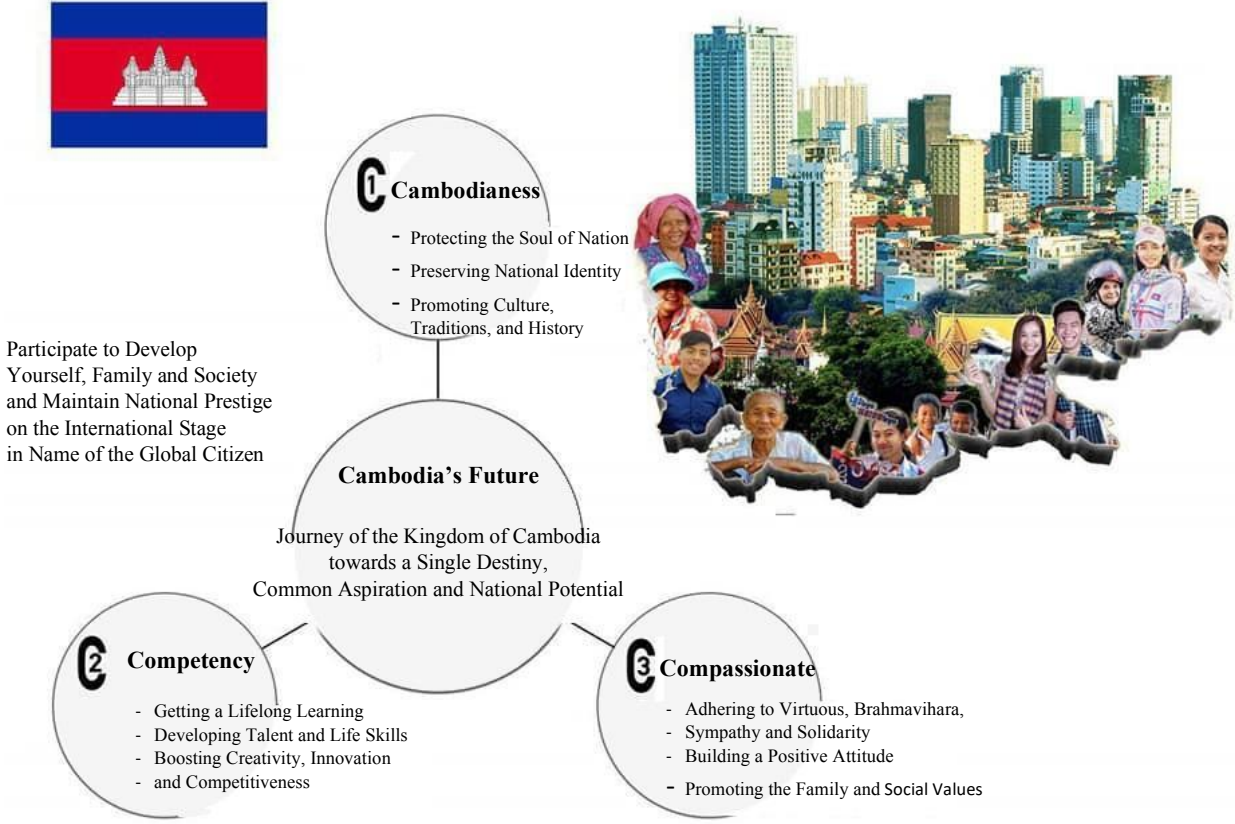 C1 Cambodianess
- Protecting the Soul of Nation
- Preserving National Identity
- Promoting Culture,
Traditions, and History
Participate to Develop
Yourself, Family and Society
and Maintain National Prestige
on the International Stage
in Name of the Global Citizen
Cambodia’s Future
Journey of the Kingdom of Cambodia
towards a Single Destiny,
Common Aspiration and National Potential
C2 Competency
- Getting a Lifelong Learning
- Developing Talent and Life Skills
- Boosting Creativity, Innovation
- and Competitiveness
C3 Compassionate
- Adhering to Virtuous, Brahmavihara,
- Sympathy and Solidarity
- Building a Positive Attitude
- Promoting the Family and Social Values